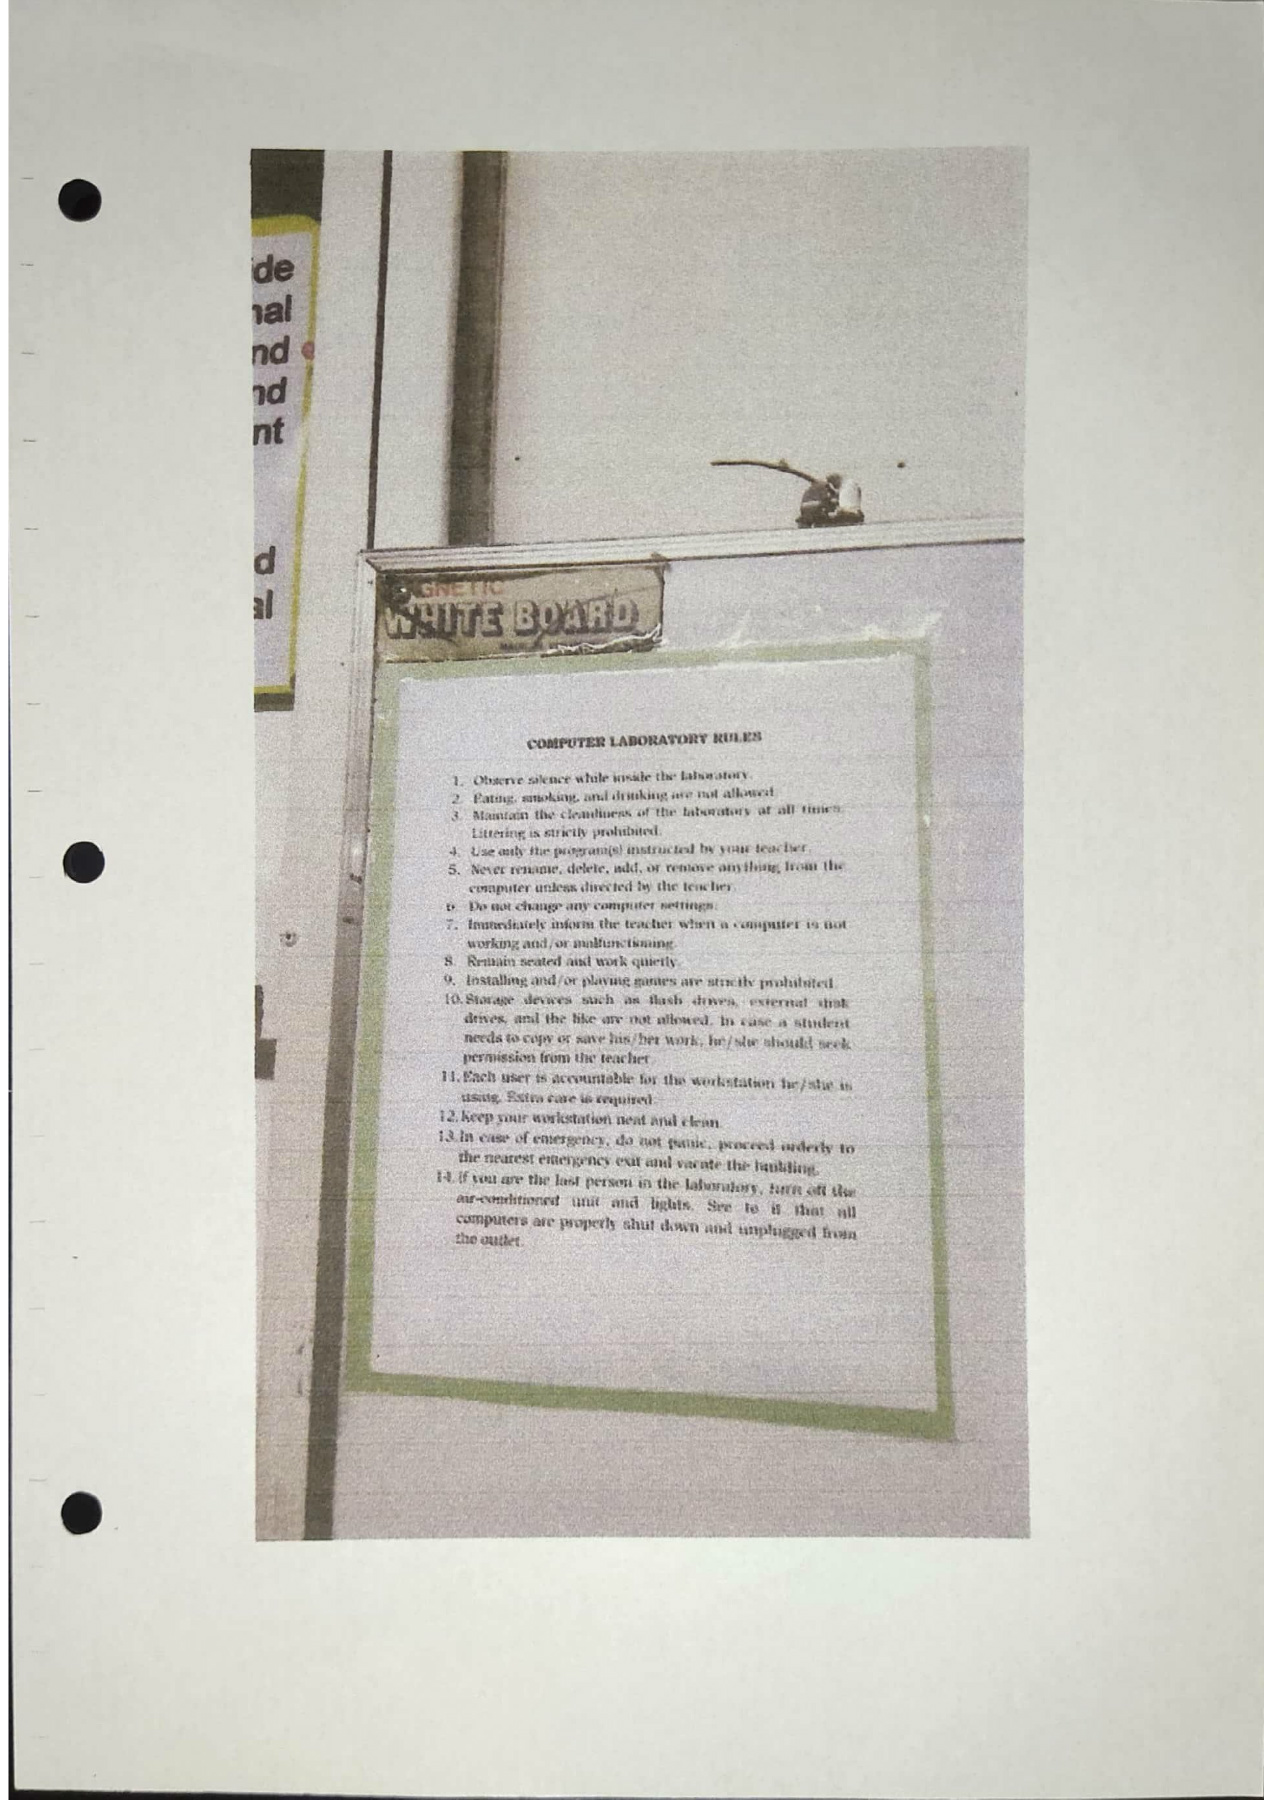 de
nal
nd
nd
nt
d
al
GNETIC
WHITE BOARD
COMPUTER LABORATORY RULES
1. Observe silence while inside the laboratory.
2. Eating, smoking, and drinking are not allowed.
3. Maintain the cleanliness of the laboratory at all times.
Littering is strictly prohibited.
4. Use only the program(s) instructed by your teacher.
5. Never rename, delete, add, or remove anything from the
computer unless directed by the teacher.
6. Do not change any computer settings.
7. Immediately inform the teacher when a computer is not
working and/or malfunctioning.
8. Remain seated and work quietly.
9. Installing and/or playing games are strictly prohibited.
10. Storage devices such as flash drives, external disk
drives, and the like are not allowed. In case a student
needs to copy or save his/her work, he/she should seek
permission from the teacher.
11. Each user is accountable for the workstation he/she is
using. Extra care is required.
12. Keep your workstation neat and clean.
13. In case of emergency, do not panic, proceed orderly to
the nearest emergency exit and vacate the building.
14. If you are the last person in the laboratory, turn off the
air-conditioned unit and lights. See to it that all
computers are properly shut down and unplugged from
the outlet.